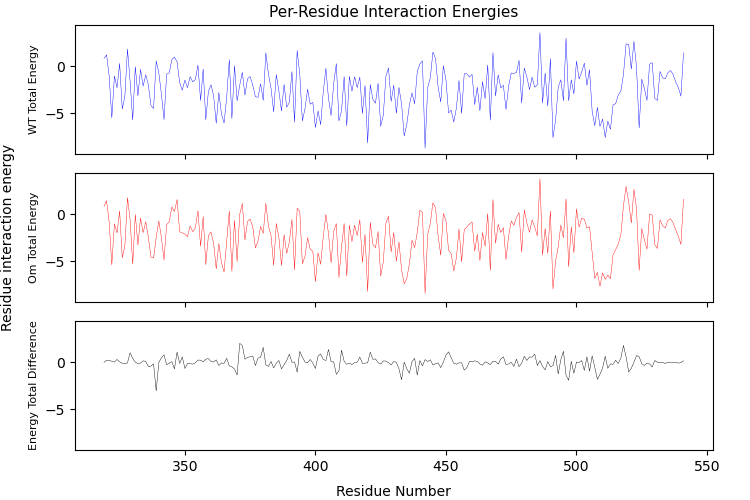 Per-Residue Interaction Energies
Residue interaction energy
WT Total Energy
0
−5
Om Total Energy
0
−5
Energy Total Difference
0
−5
350 400 450 500 550
Residue Number